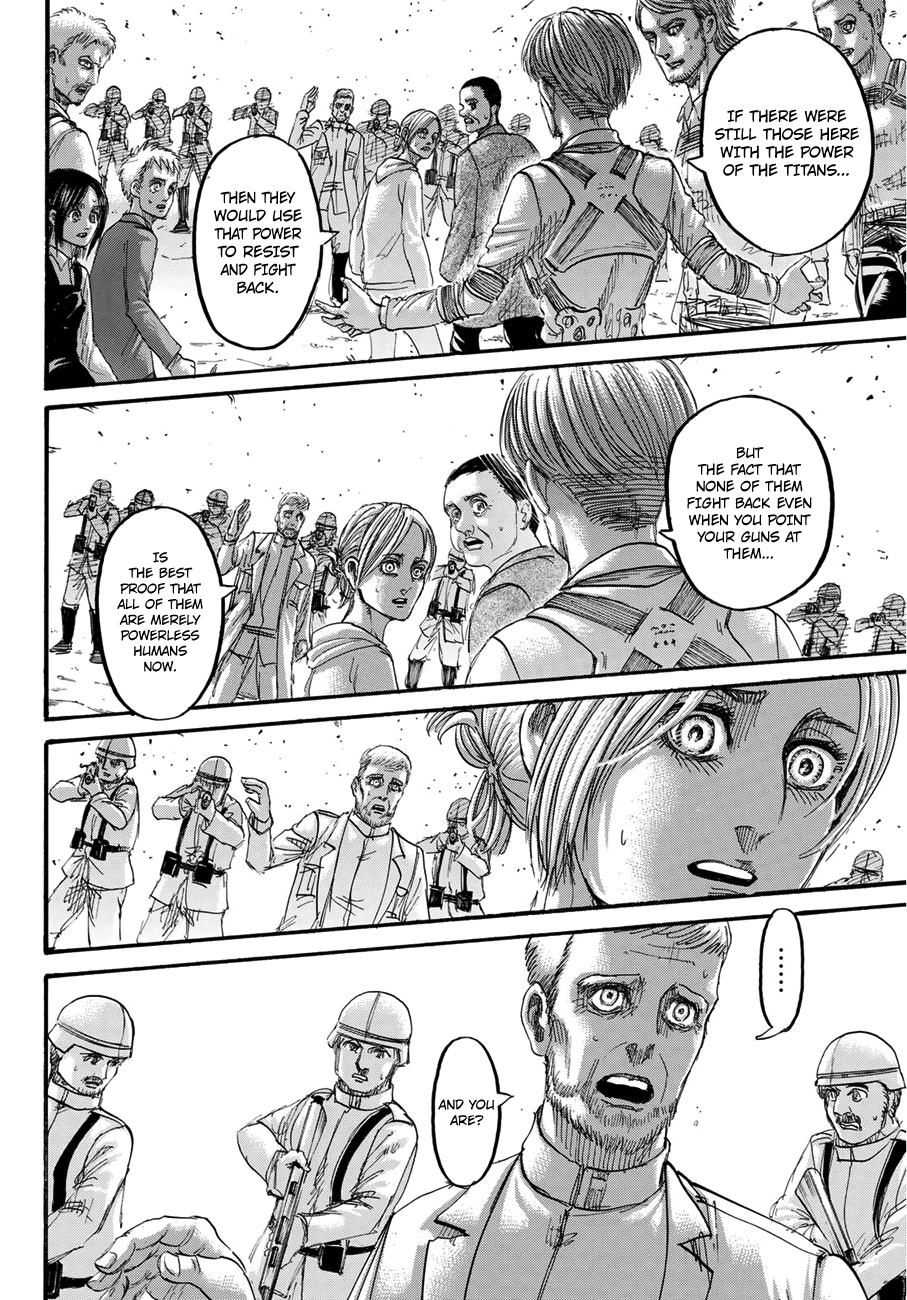 IF THERE WERE
STILL THOSE HERE
WITH THE POWER
OF THE TITANS...
THEN THEY
WOULD USE
THAT POWER
TO RESIST
AND FIGHT
BACK.
BUT
THE FACT THAT
NONE OF THEM
FIGHT BACK EVEN
WHEN YOU POINT
YOUR GUNS AT
THEM...
IS
THE BEST
PROOF THAT
ALL OF THEM
ARE MERELY
POWERLESS
HUMANS
NOW.
......
AND YOU
ARE?